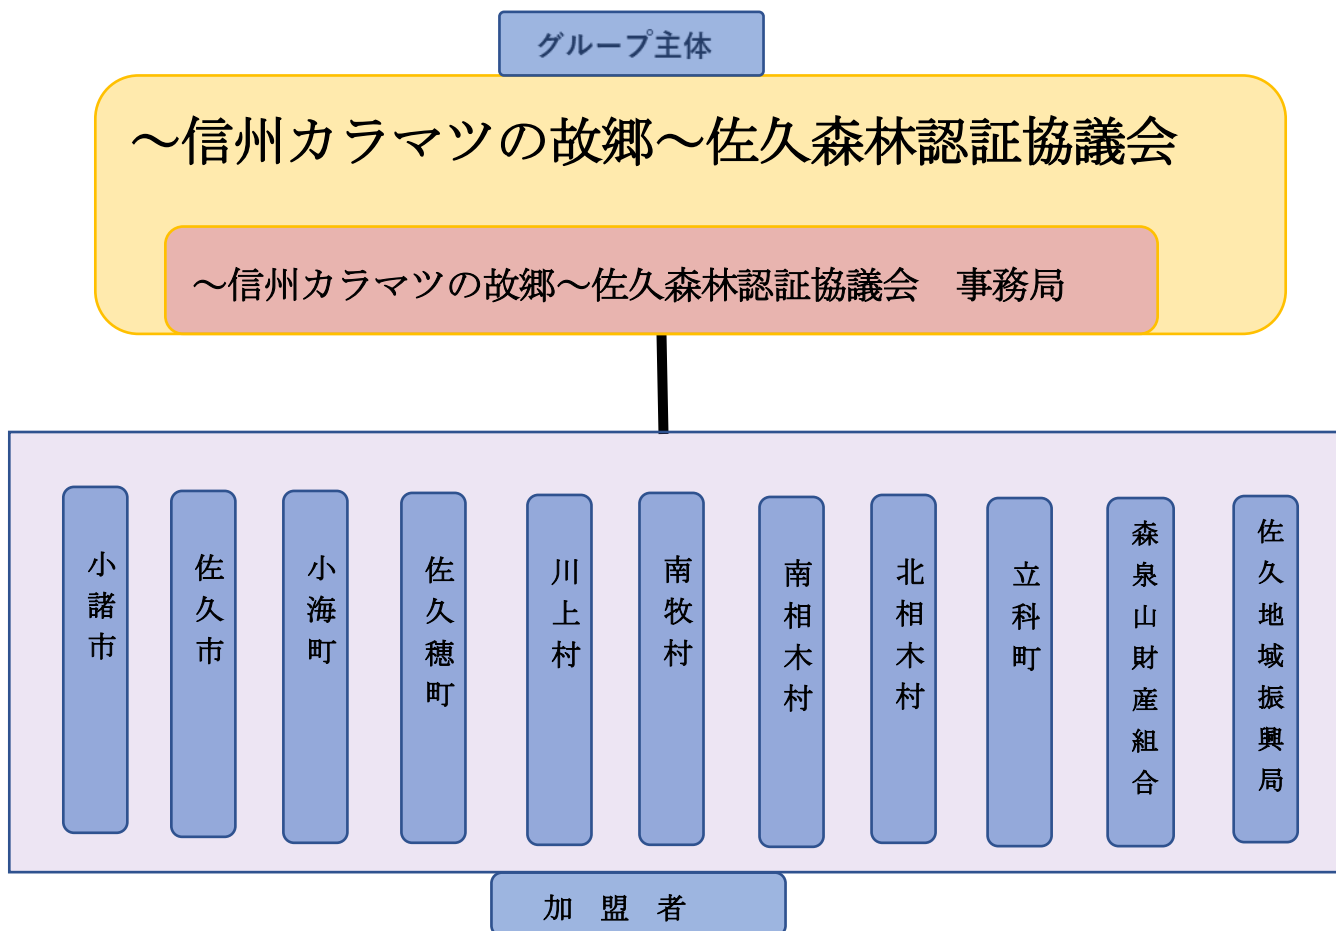 グループ主体
～信州カラマツの故郷～佐久森林認証協議会
～信州カラマツの故郷～佐久森林認証協議会　事務局
小諸市
佐久市
小海町
佐久穂町
川上村
南牧村
南相木村
北相木村
立科町
森泉山財産組合
佐久地域振興局
加　盟　者